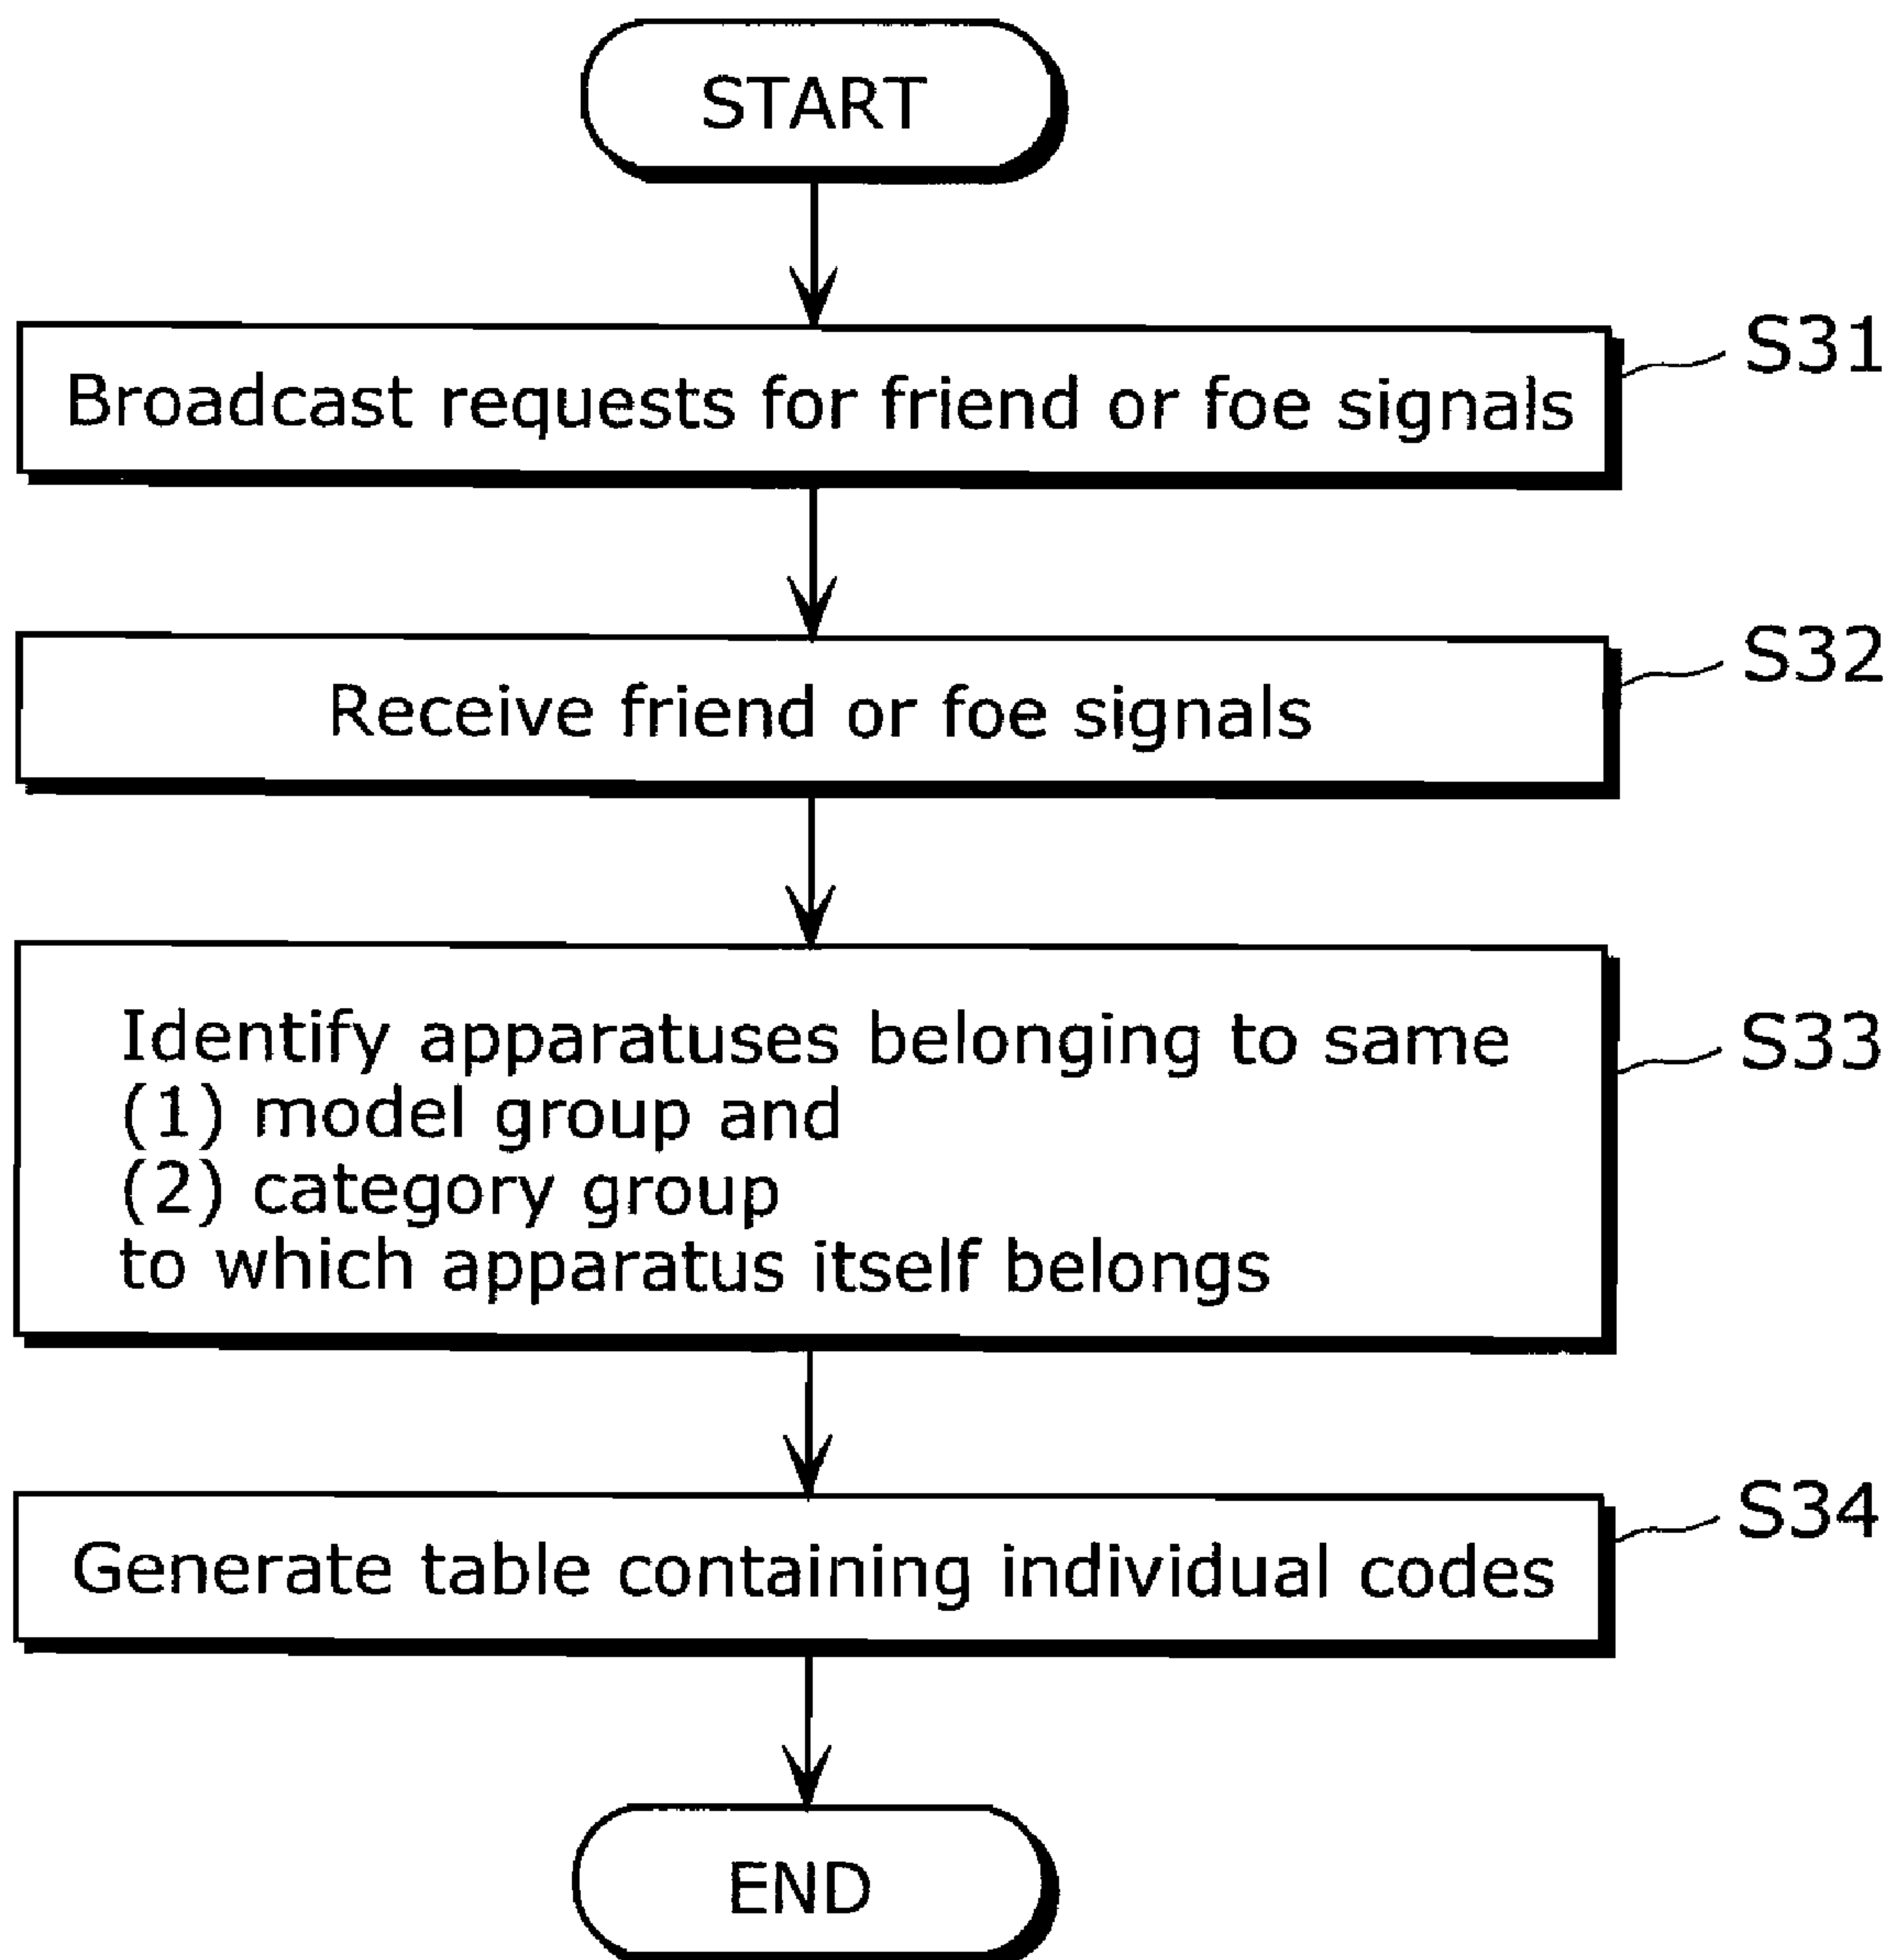 START
Broadcast requests for friend or foe signals
S31
Receive friend or foe signals
S32
Identify apparatuses belonging to same
(1) model group and
(2) category group
to which apparatus itself belongs
S33
Generate table containing individual codes
S34
END